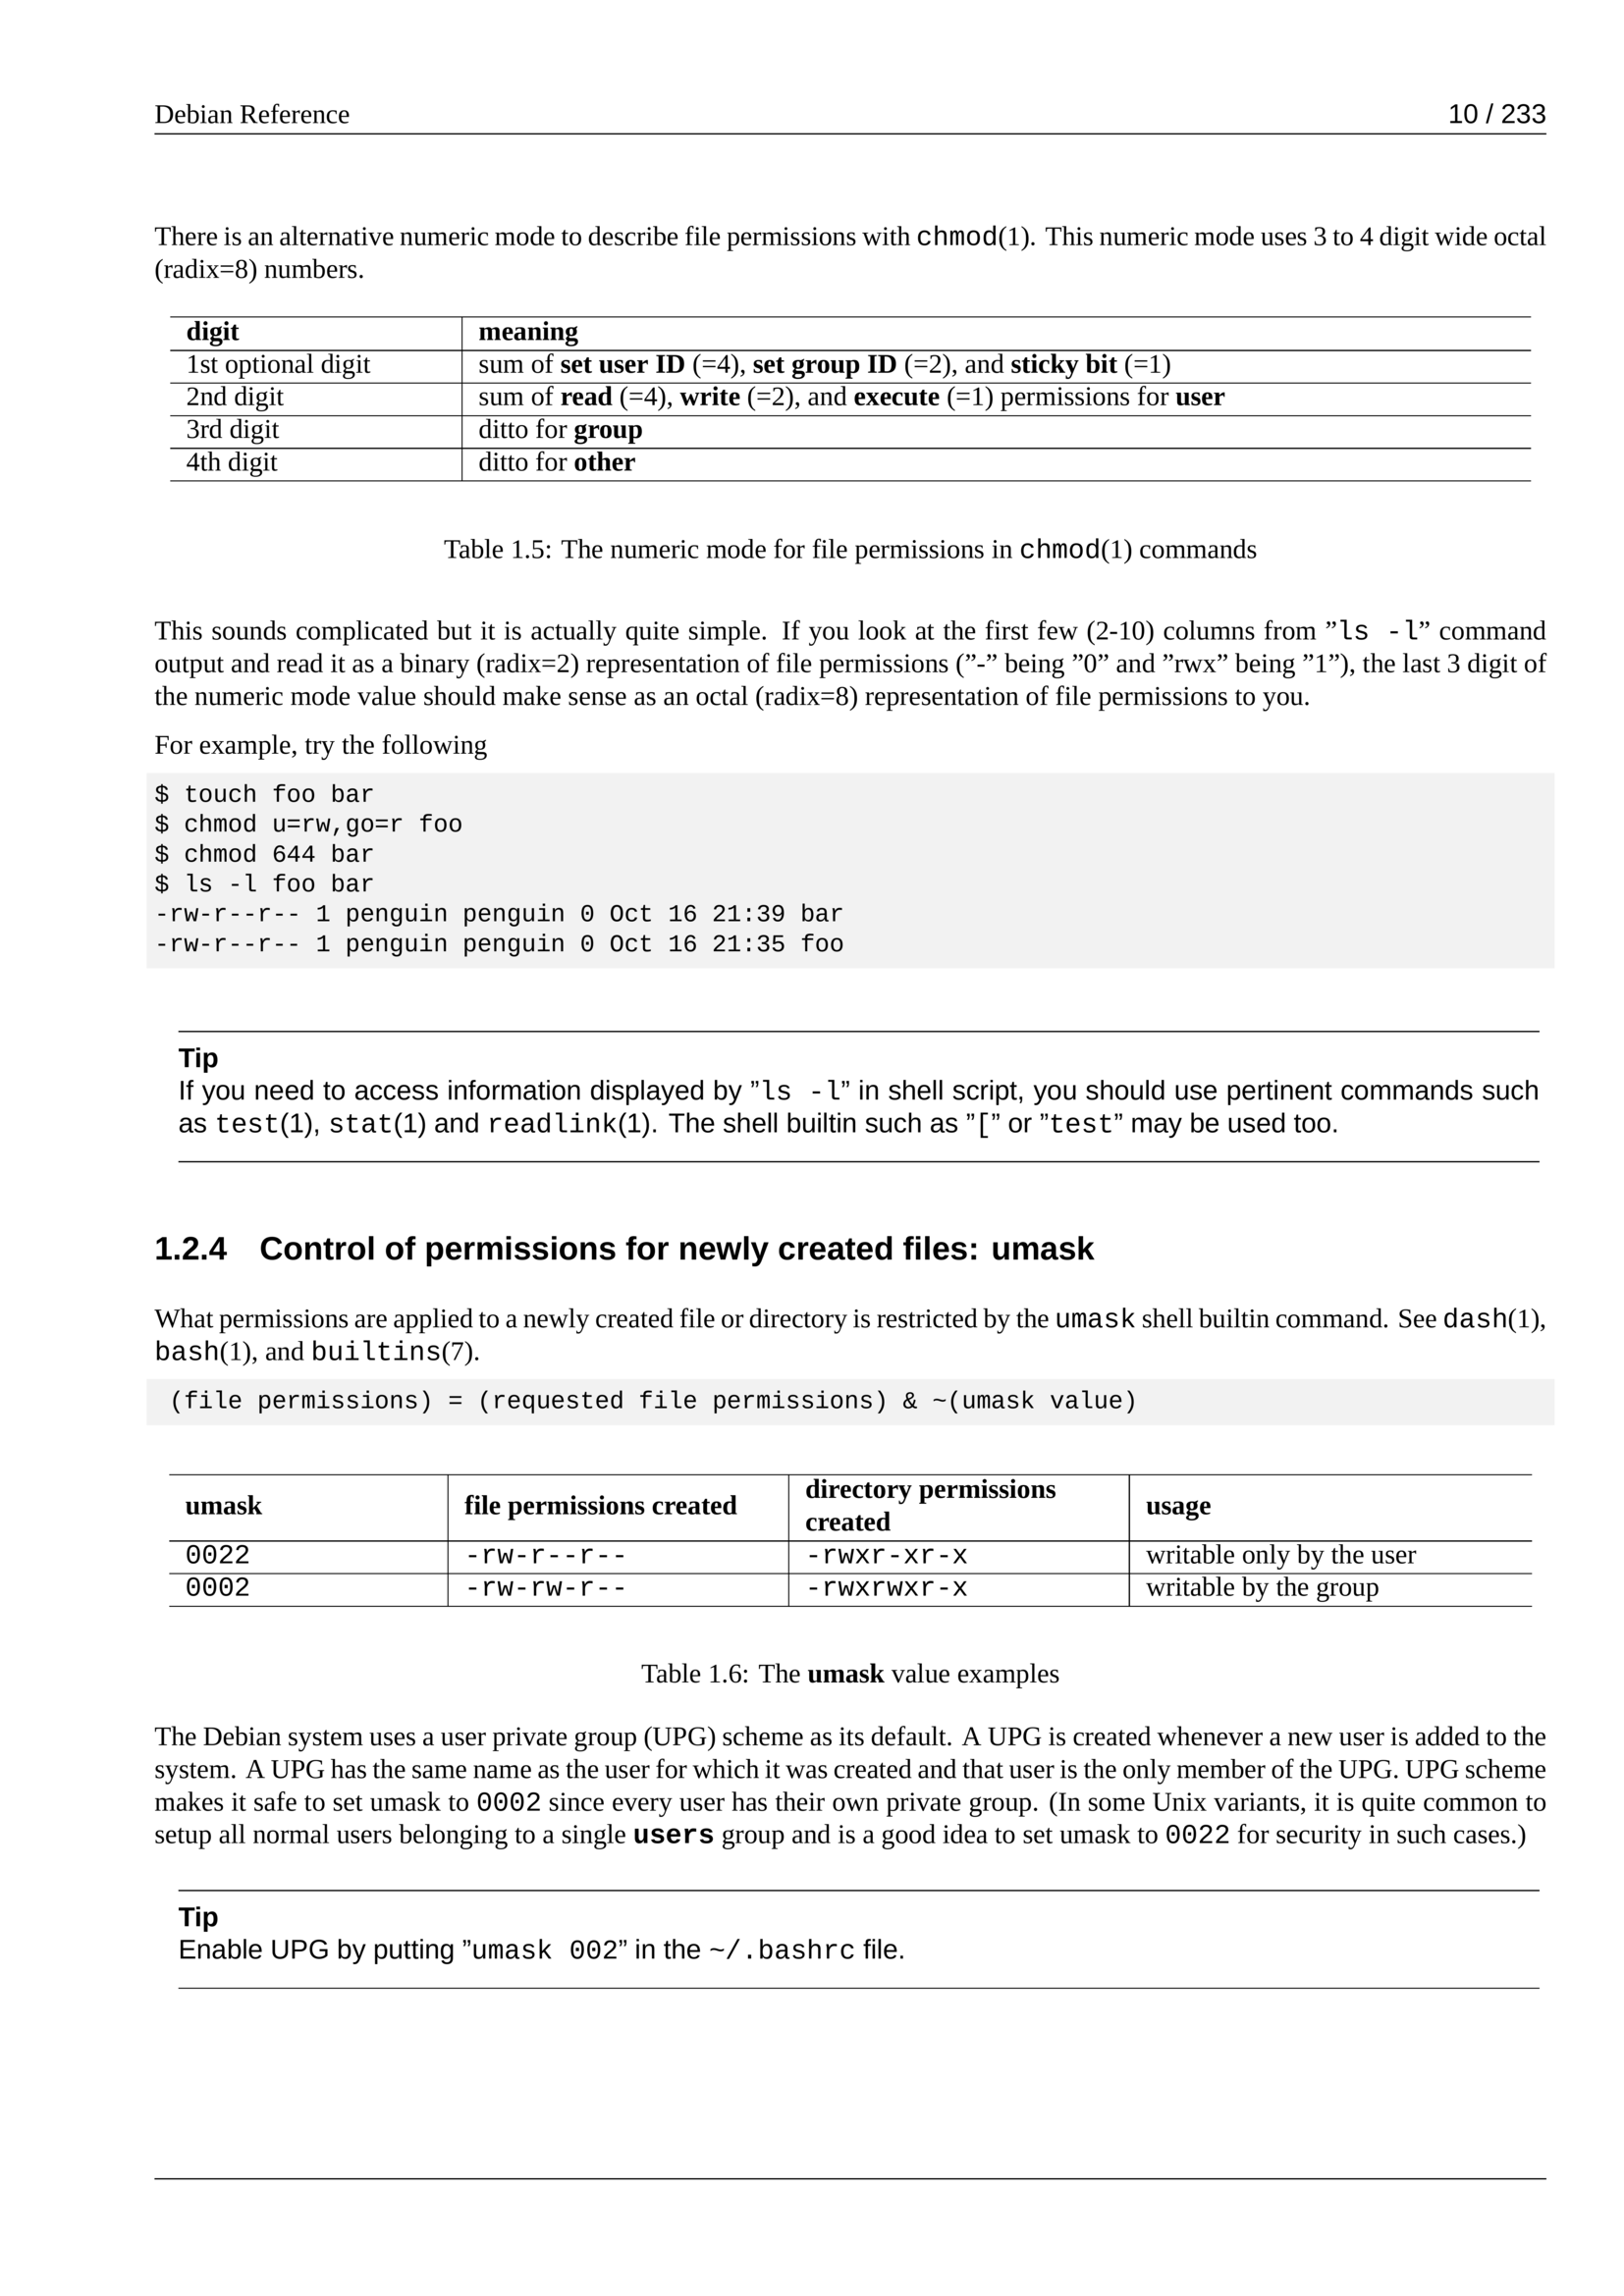 Debian Reference 10 / 233
There is an alternative numeric mode to describe file permissions with chmod(1). This numeric mode uses 3 to 4 digit wide octal
(radix=8) numbers.
digit meaning
1st optional digit sum of set user ID (=4), set group ID (=2), and sticky bit (=1)
2nd digit sum of read (=4), write (=2), and execute (=1) permissions for user
3rd digit ditto for group
4th digit ditto for other
Table 1.5: The numeric mode for file permissions in chmod(1) commands
This sounds complicated but it is actually quite simple. If you look at the first few (2-10) columns from ”ls -l” command
output and read it as a binary (radix=2) representation of file permissions (”-” being ”0” and ”rwx” being ”1”), the last 3 digit of
the numeric mode value should make sense as an octal (radix=8) representation of file permissions to you.
For example, try the following
$ touch foo bar
$ chmod u=rw,go=r foo
$ chmod 644 bar
$ ls -l foo bar
-rw-r--r-- 1 penguin penguin 0 Oct 16 21:39 bar
-rw-r--r-- 1 penguin penguin 0 Oct 16 21:35 foo
Tip
If you need to access information displayed by ”ls -l” in shell script, you should use pertinent commands such
as test(1), stat(1) and readlink(1). The shell builtin such as ”[” or ”test” may be used too.
1.2.4 Control of permissions for newly created files: umask
What permissions are applied to a newly created file or directory is restricted by the umask shell builtin command. See dash(1),
bash(1), and builtins(7).
(file permissions) = (requested file permissions) & ~(umask value)
umask file permissions created directory permissions created usage
0022 -rw-r--r-- -rwxr-xr-x writable only by the user
0002 -rw-rw-r-- -rwxrwxr-x writable by the group
Table 1.6: The umask value examples
The Debian system uses a user private group (UPG) scheme as its default. A UPG is created whenever a new user is added to the
system. A UPG has the same name as the user for which it was created and that user is the only member of the UPG. UPG scheme
makes it safe to set umask to 0002 since every user has their own private group. (In some Unix variants, it is quite common to
setup all normal users belonging to a single users group and is a good idea to set umask to 0022 for security in such cases.)
Tip
Enable UPG by putting ”umask 002” in the ~/.bashrc file.